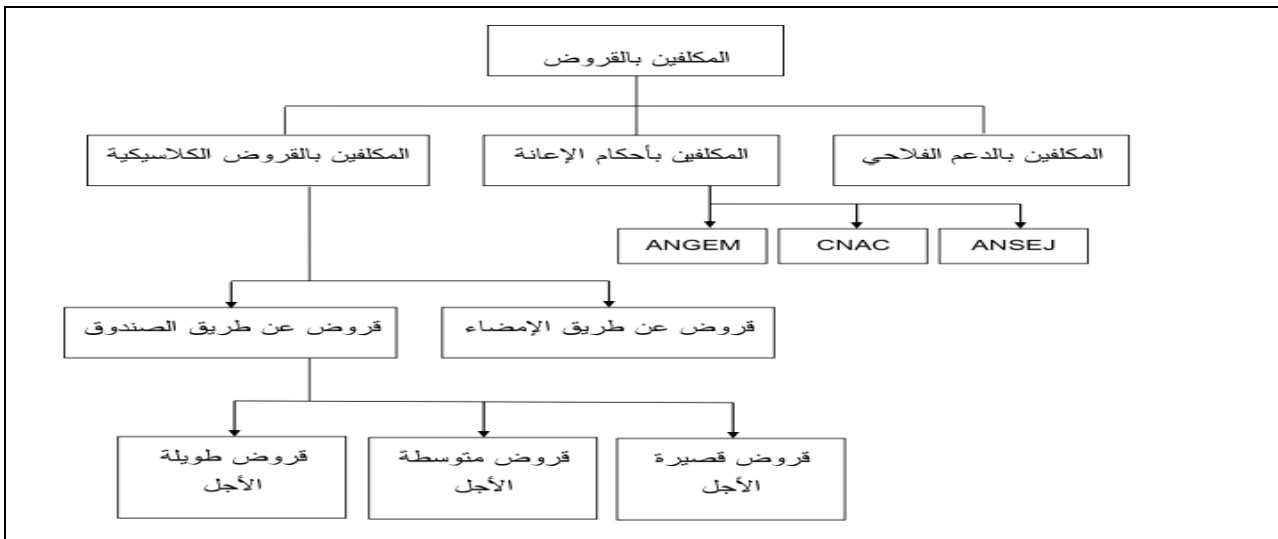 المكلفين بالقروض
المكلفين بالدعم الفلاحي
المكلفين بأحكام الإعانة
المكلفين بالقروض الكلاسيكية
ANSEJ
CNAC
ANGEM
قروض عن طريق الإمضاء
قروض عن طريق الصندوق
قروض قصيرة
الأجل
قروض متوسطة
الأجل
قروض طويلة
الأجل